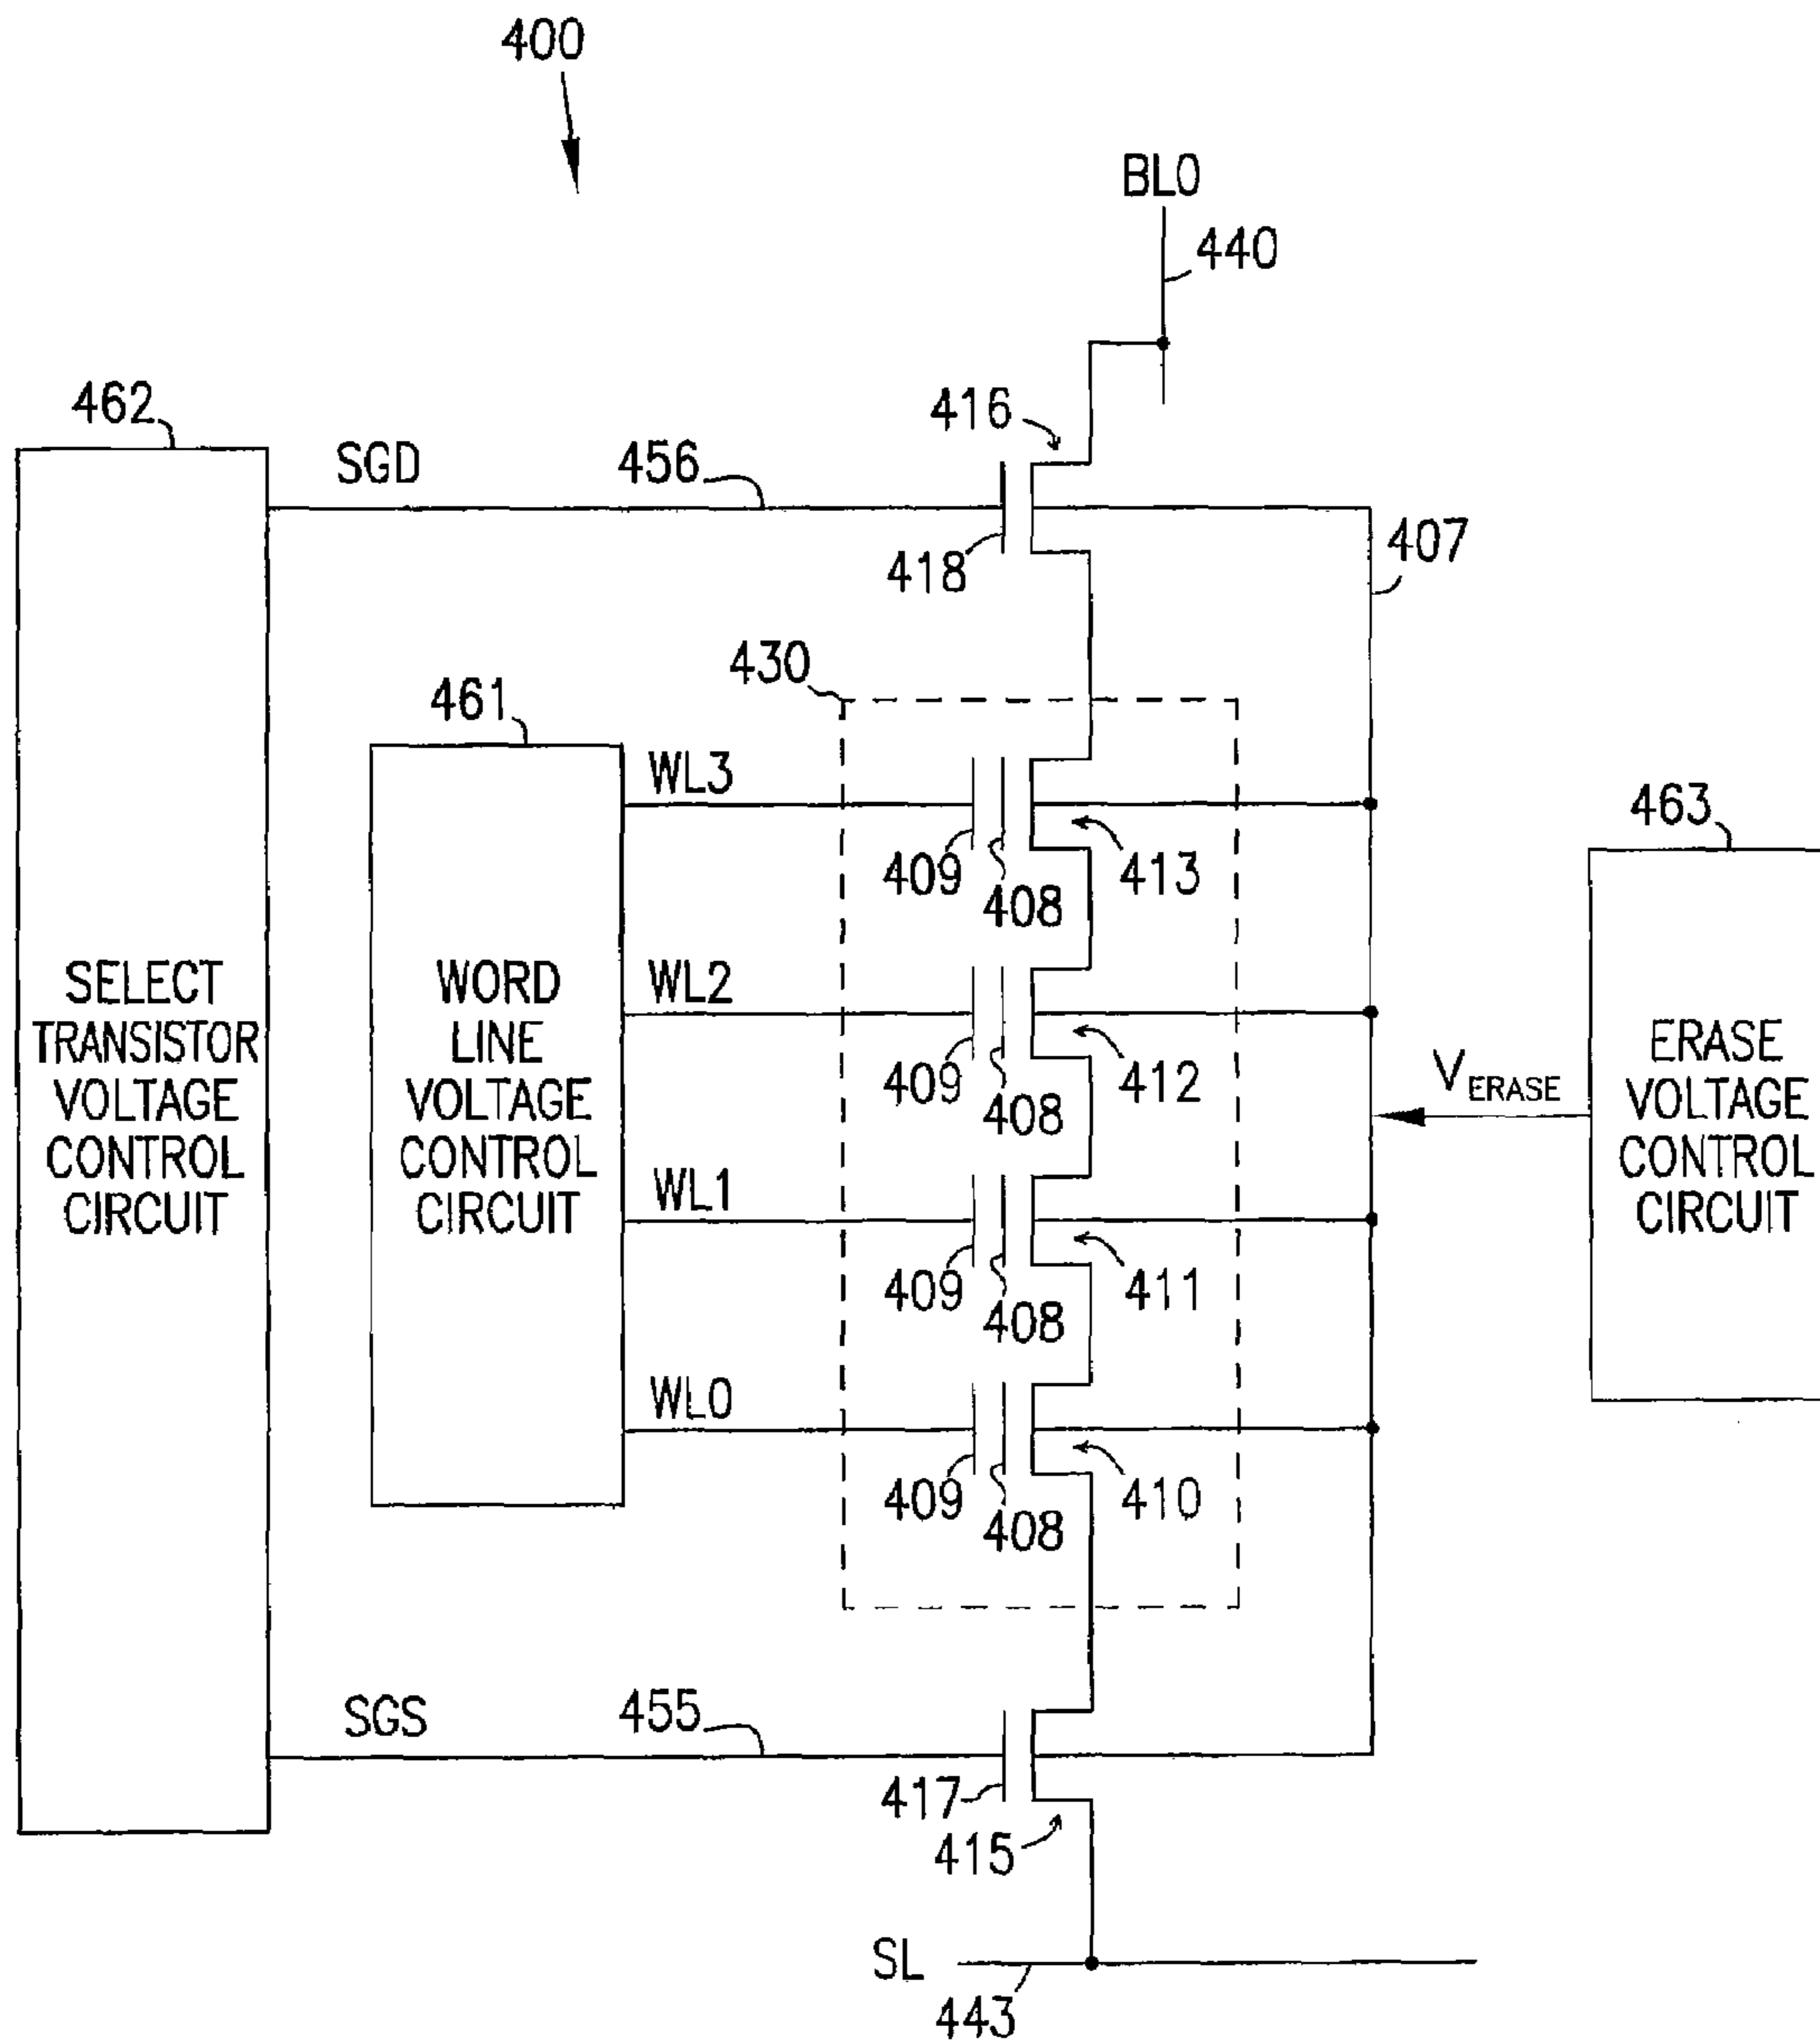 400
BL0
440
462
SGD
456
416
418
407
430
461
WL3
409
408
413
463
SELECT
TRANSISTOR
VOLTAGE
CONTROL
CIRCUIT
WORD
LINE
VOLTAGE
CONTROL
CIRCUIT
WL2
409
408
412
VERASE
ERASE
VOLTAGE
CONTROL
CIRCUIT
WL1
409
408
411
WL0
409
408
410
SGS
455
417
415
SL
443